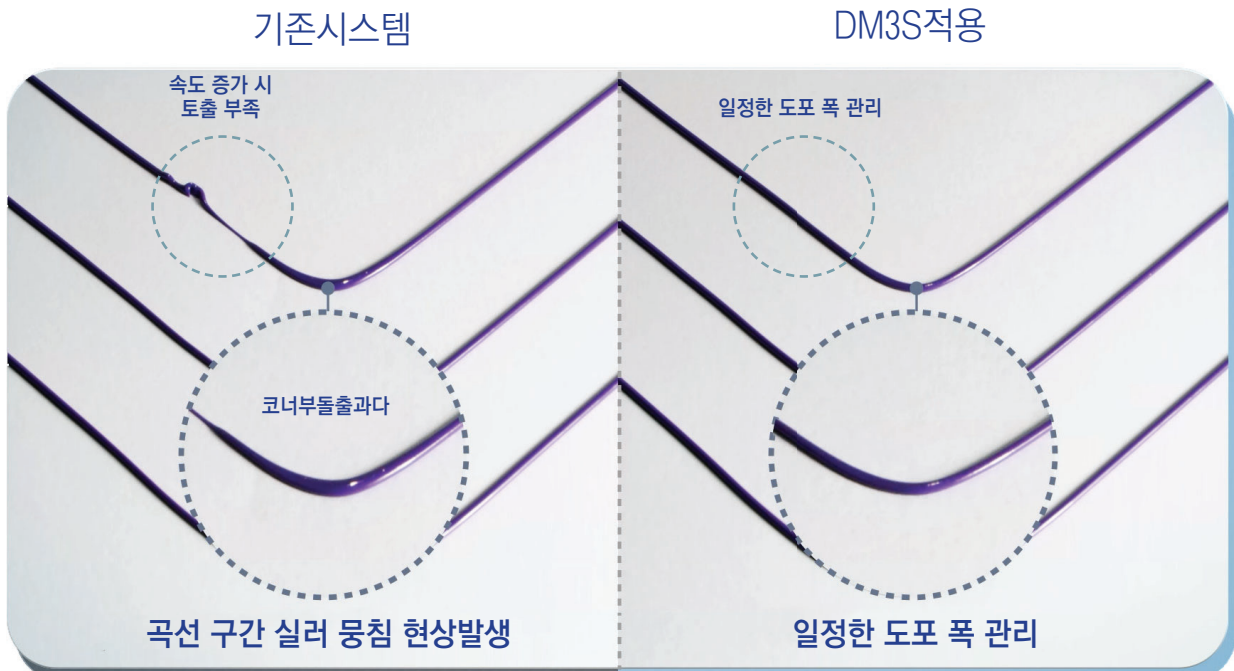 기존시스템
DM3S적용
속도 증가 시
토출 부족
일정한 도포 폭 관리
코너부돌출과다
곡선 구간 실러 뭉침 현상발생
일정한 도포 폭 관리